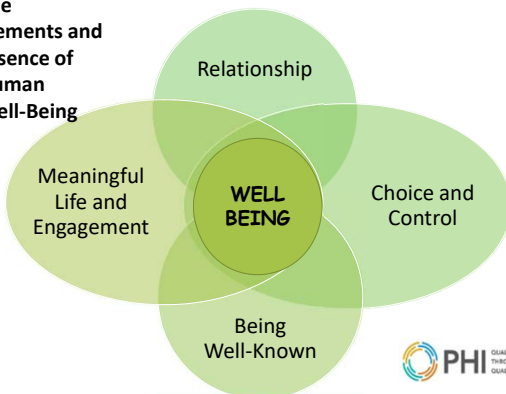 ements and
sence of
uman
ell-Being
Relationship
Meaningful
Life and
Engagement
WELL
BEING
Choice and
Control
Being
Well-Known
PHI